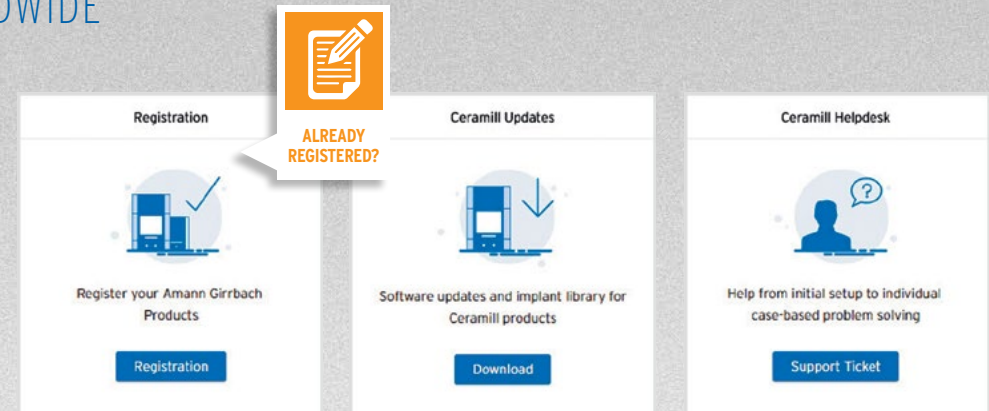 ALREADY
REGISTERED?
Registration
Register your Amann Girrbach
Products
Registration
Ceramill Updates
Software updates and implant library for
Ceramill products
Download
Ceramill Helpdesk
?
Help from initial setup to individual
case-based problem solving
Support Ticket